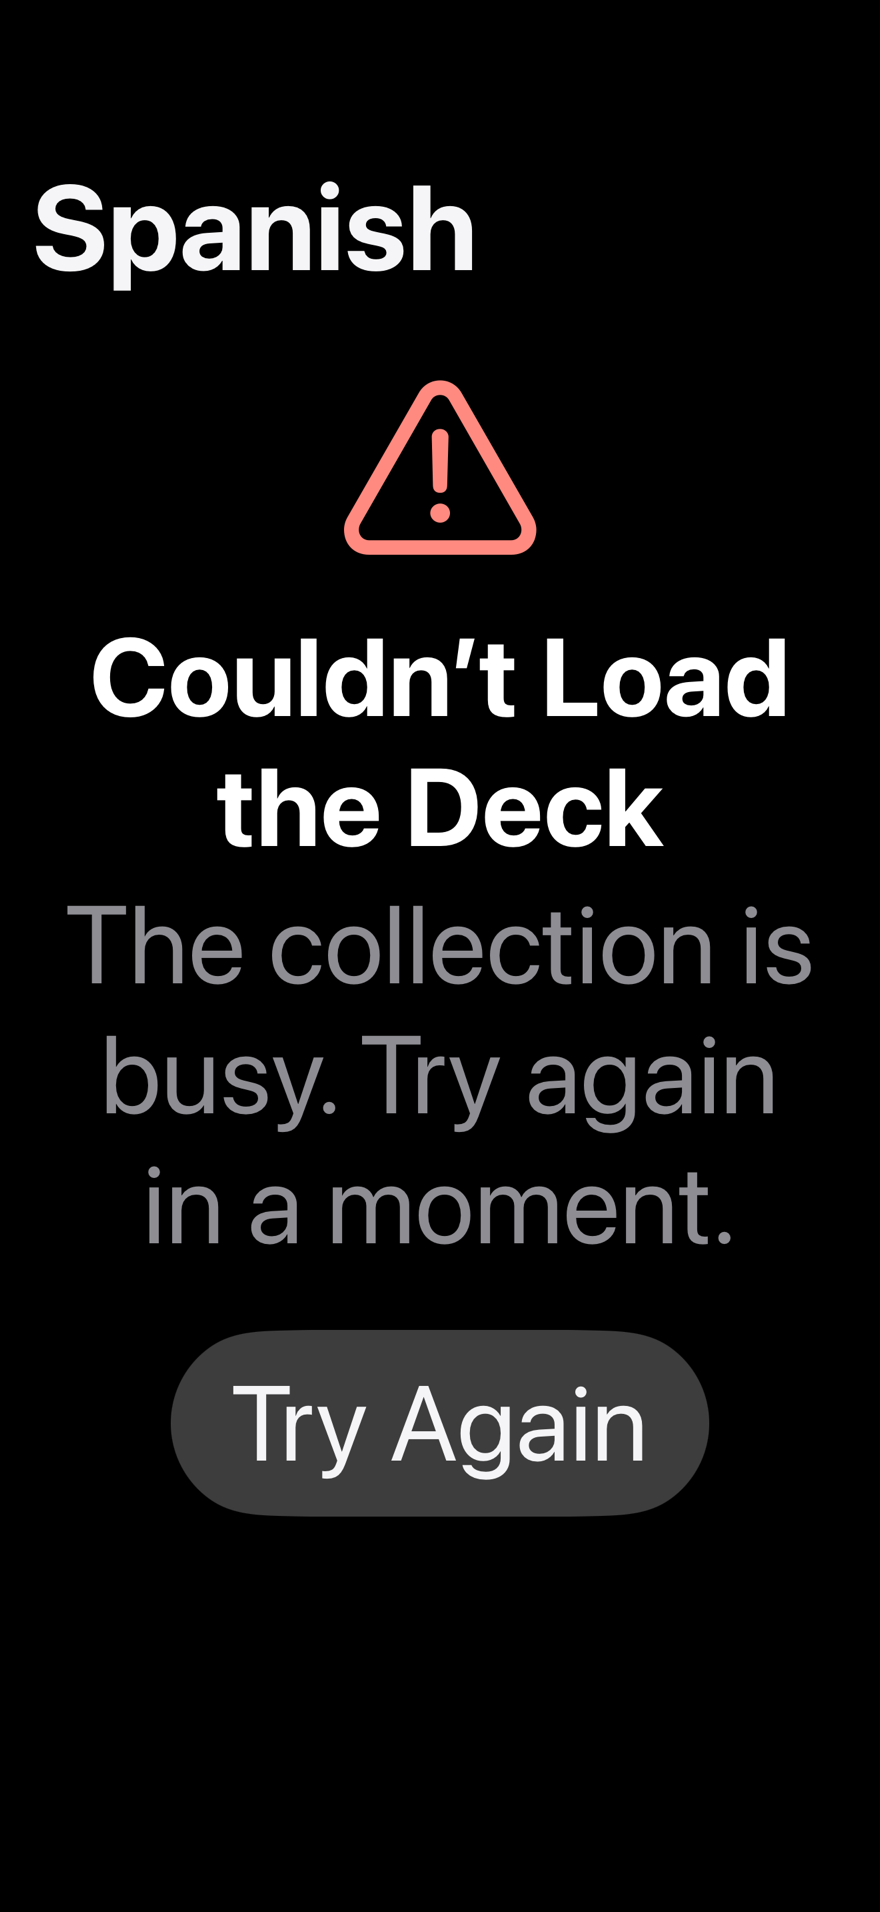 Spanish
Couldn’t Load
the Deck
The collection is
busy. Try again
in a moment.
Try Again